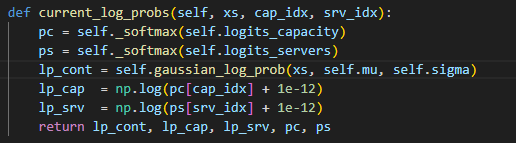 def current_log_probs(self, xs, cap_idx, srv_idx):
    pc = self._softmax(self.logits_capacity)
    ps = self._softmax(self.logits_servers)
    lp_cont = self.gaussian_log_prob(xs, self.mu, self.sigma)
    lp_cap  = np.log(pc[cap_idx] + 1e-12)
    lp_srv  = np.log(ps[srv_idx] + 1e-12)
    return lp_cont, lp_cap, lp_srv, pc, ps